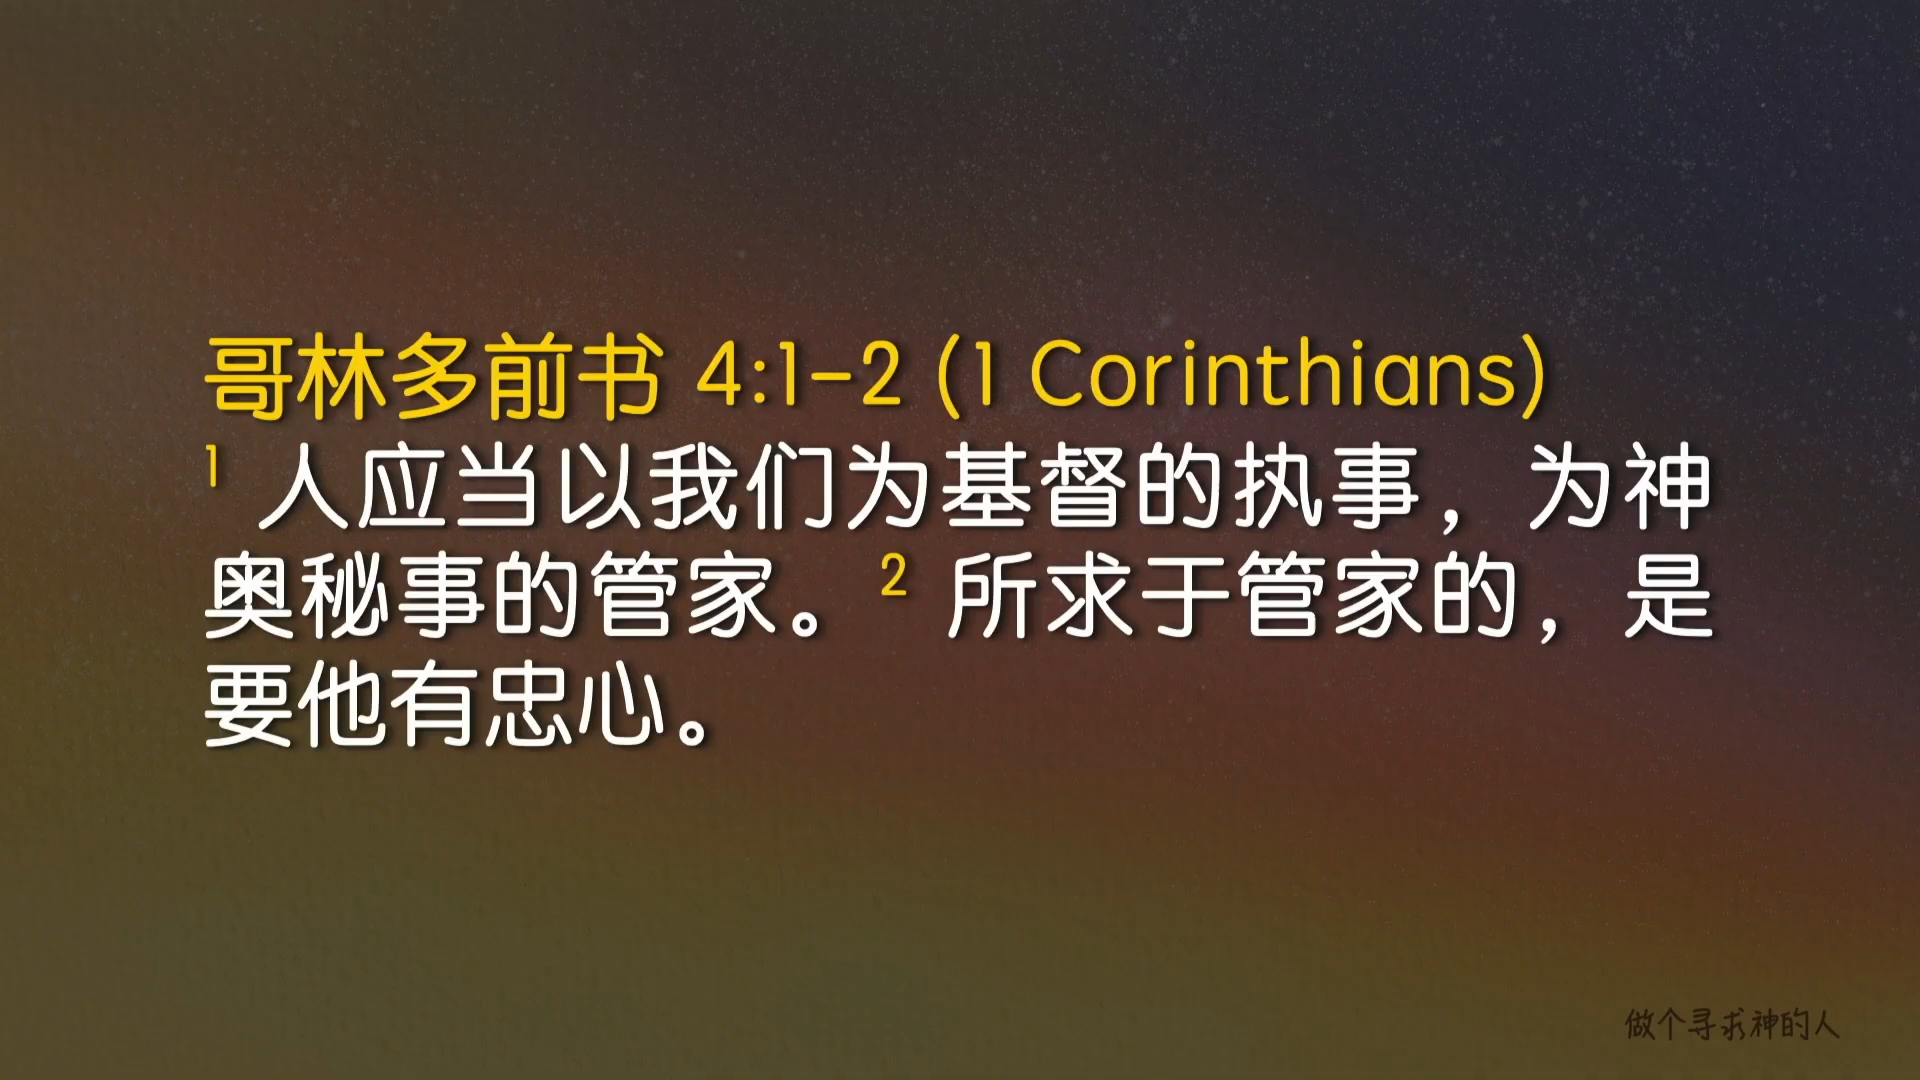 哥林多前书 4:1-2 (1 Corinthians)
1 人应当以我们为基督的执事，为神
奥秘事的管家。2 所求于管家的，是
要他有忠心。
做个寻求神的人